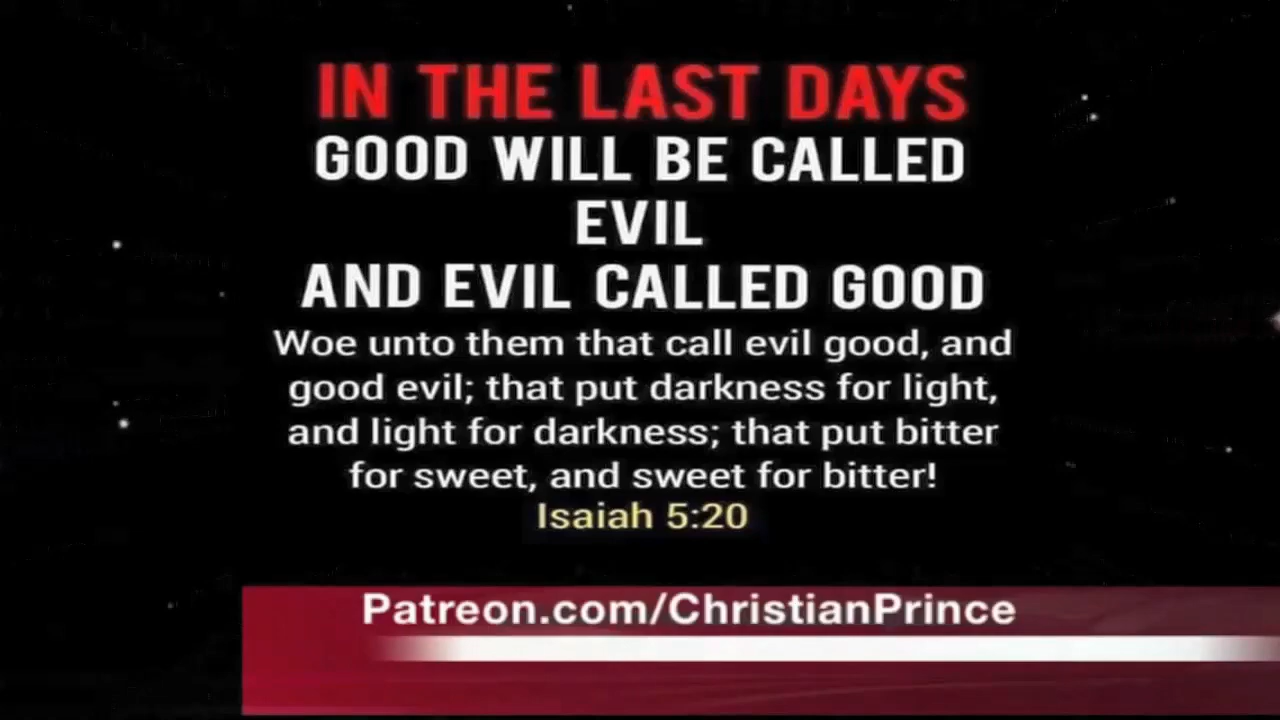 IN THE LAST DAYS
GOOD WILL BE CALLED
EVIL
AND EVIL CALLED GOOD
Woe unto them that call evil good, and
good evil; that put darkness for light,
and light for darkness; that put bitter
for sweet, and sweet for bitter!
Isaiah 5:20
Patreon.com/ChristianPrince